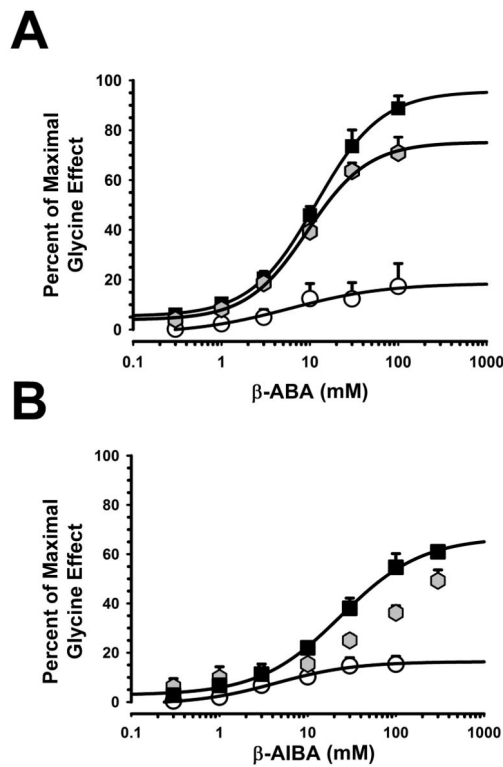 A
Percent of Maximal
Glycine Effect
100
80
60
40
20
0
0.1 1 10 100 1000
β-ABA (mM)
B
Percent of Maximal
Glycine Effect
100
80
60
40
20
0
0.1 1 10 100 1000
β-AIBA (mM)